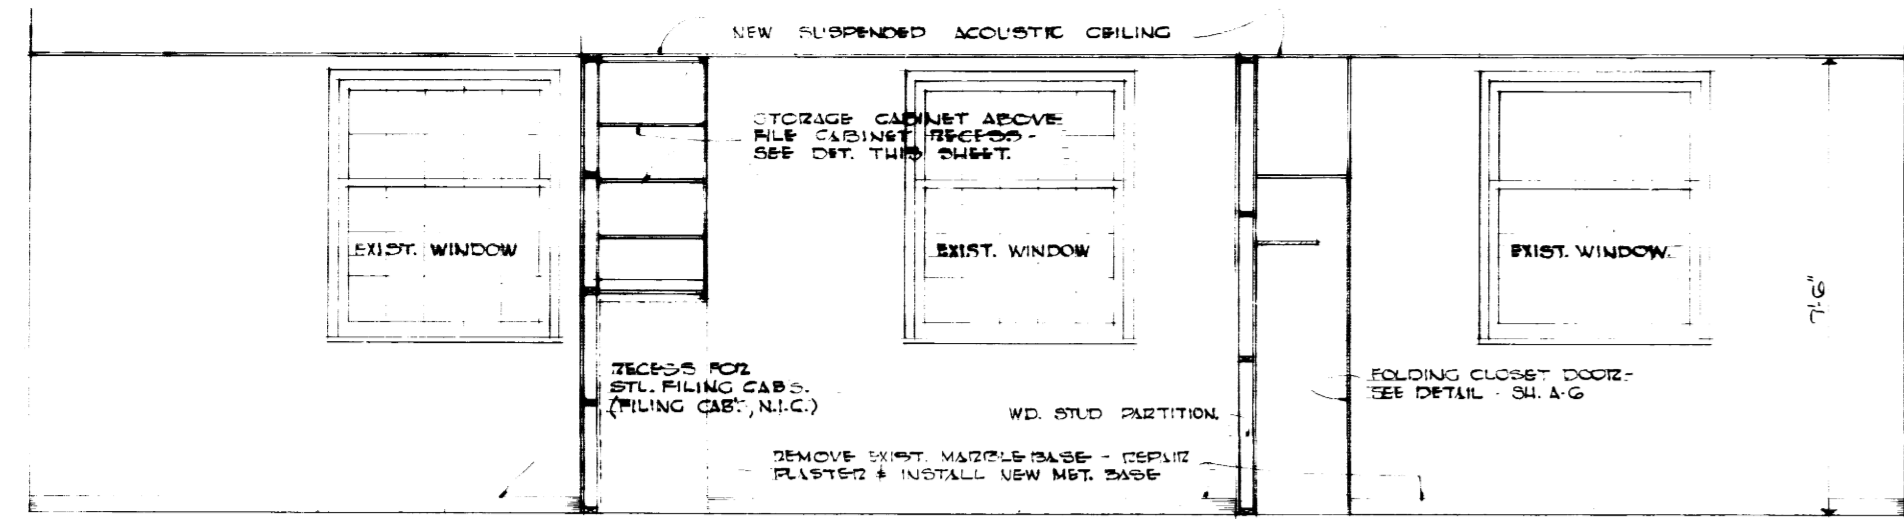 NEW SUSPENDED ACOUSTIC CEILING
STORAGE CABINET ABOVE
FILE CABINET RECESS -
SEE DET. THIS SHEET.
EXIST. WINDOW
EXIST. WINDOW
EXIST. WINDOW
7'-6"
RECESS FOR
STL. FILING CABS.
(FILING CABS, N.I.C.)
FOLDING CLOSET DOOR -
SEE DETAIL - SH. A-6
WD. STUD PARTITION.
REMOVE EXIST. MARBLE BASE - REPAIR
PLASTER & INSTALL NEW MET. BASE